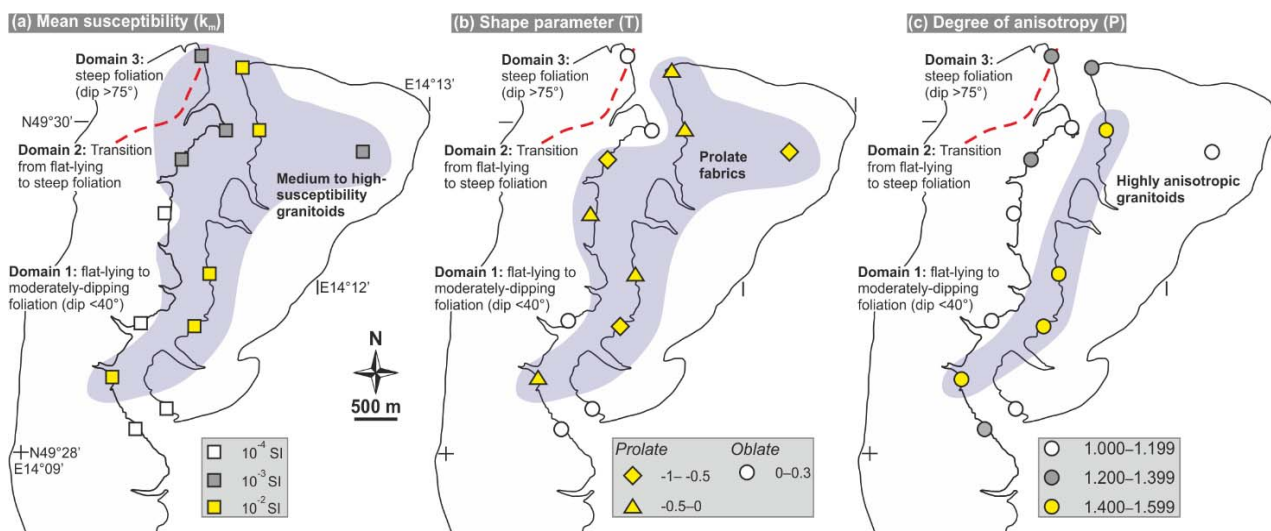 (a) Mean susceptibility (kₘ)
Domain 3:
steep foliation
(dip >75°)
E14°13'
N49°30'
Domain 2: Transition
from flat-lying
to steep foliation
Medium to high-
susceptibility
granitoids
Domain 1: flat-lying to
moderately-dipping
foliation (dip <40°)
E14°12'
N
500 m
N49°28'
E14°09'
10⁻⁴ SI
10⁻³ SI
10⁻² SI
(b) Shape parameter (T)
Domain 3:
steep foliation
(dip >75°)
Domain 2: Transition
from flat-lying
to steep foliation
Prolate
fabrics
Domain 1: flat-lying to
moderately-dipping
foliation (dip <40°)
Prolate Oblate
-1– -0.5 0–0.3
-0.5–0
(c) Degree of anisotropy (P)
Domain 3:
steep foliation
(dip >75°)
Domain 2: Transition
from flat-lying
to steep foliation
Highly anisotropic
granitoids
Domain 1: flat-lying to
moderately-dipping
foliation (dip <40°)
1.000–1.199
1.200–1.399
1.400–1.599